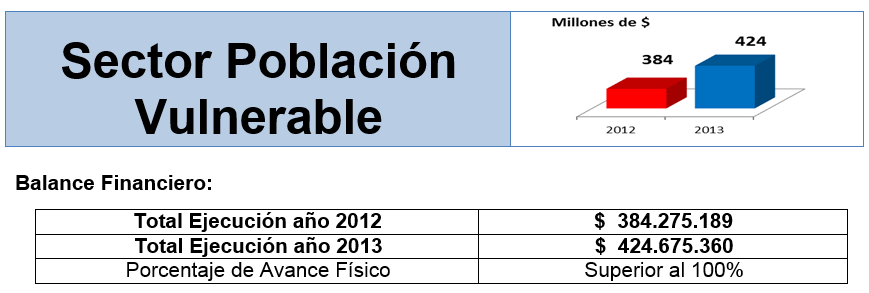 Sector Población
Vulnerable
Millones de $
384
424
2012
2013
Balance Financiero:
Total Ejecución año 2012 $ 384.275.189
Total Ejecución año 2013 $ 424.675.360
Porcentaje de Avance Físico Superior al 100%